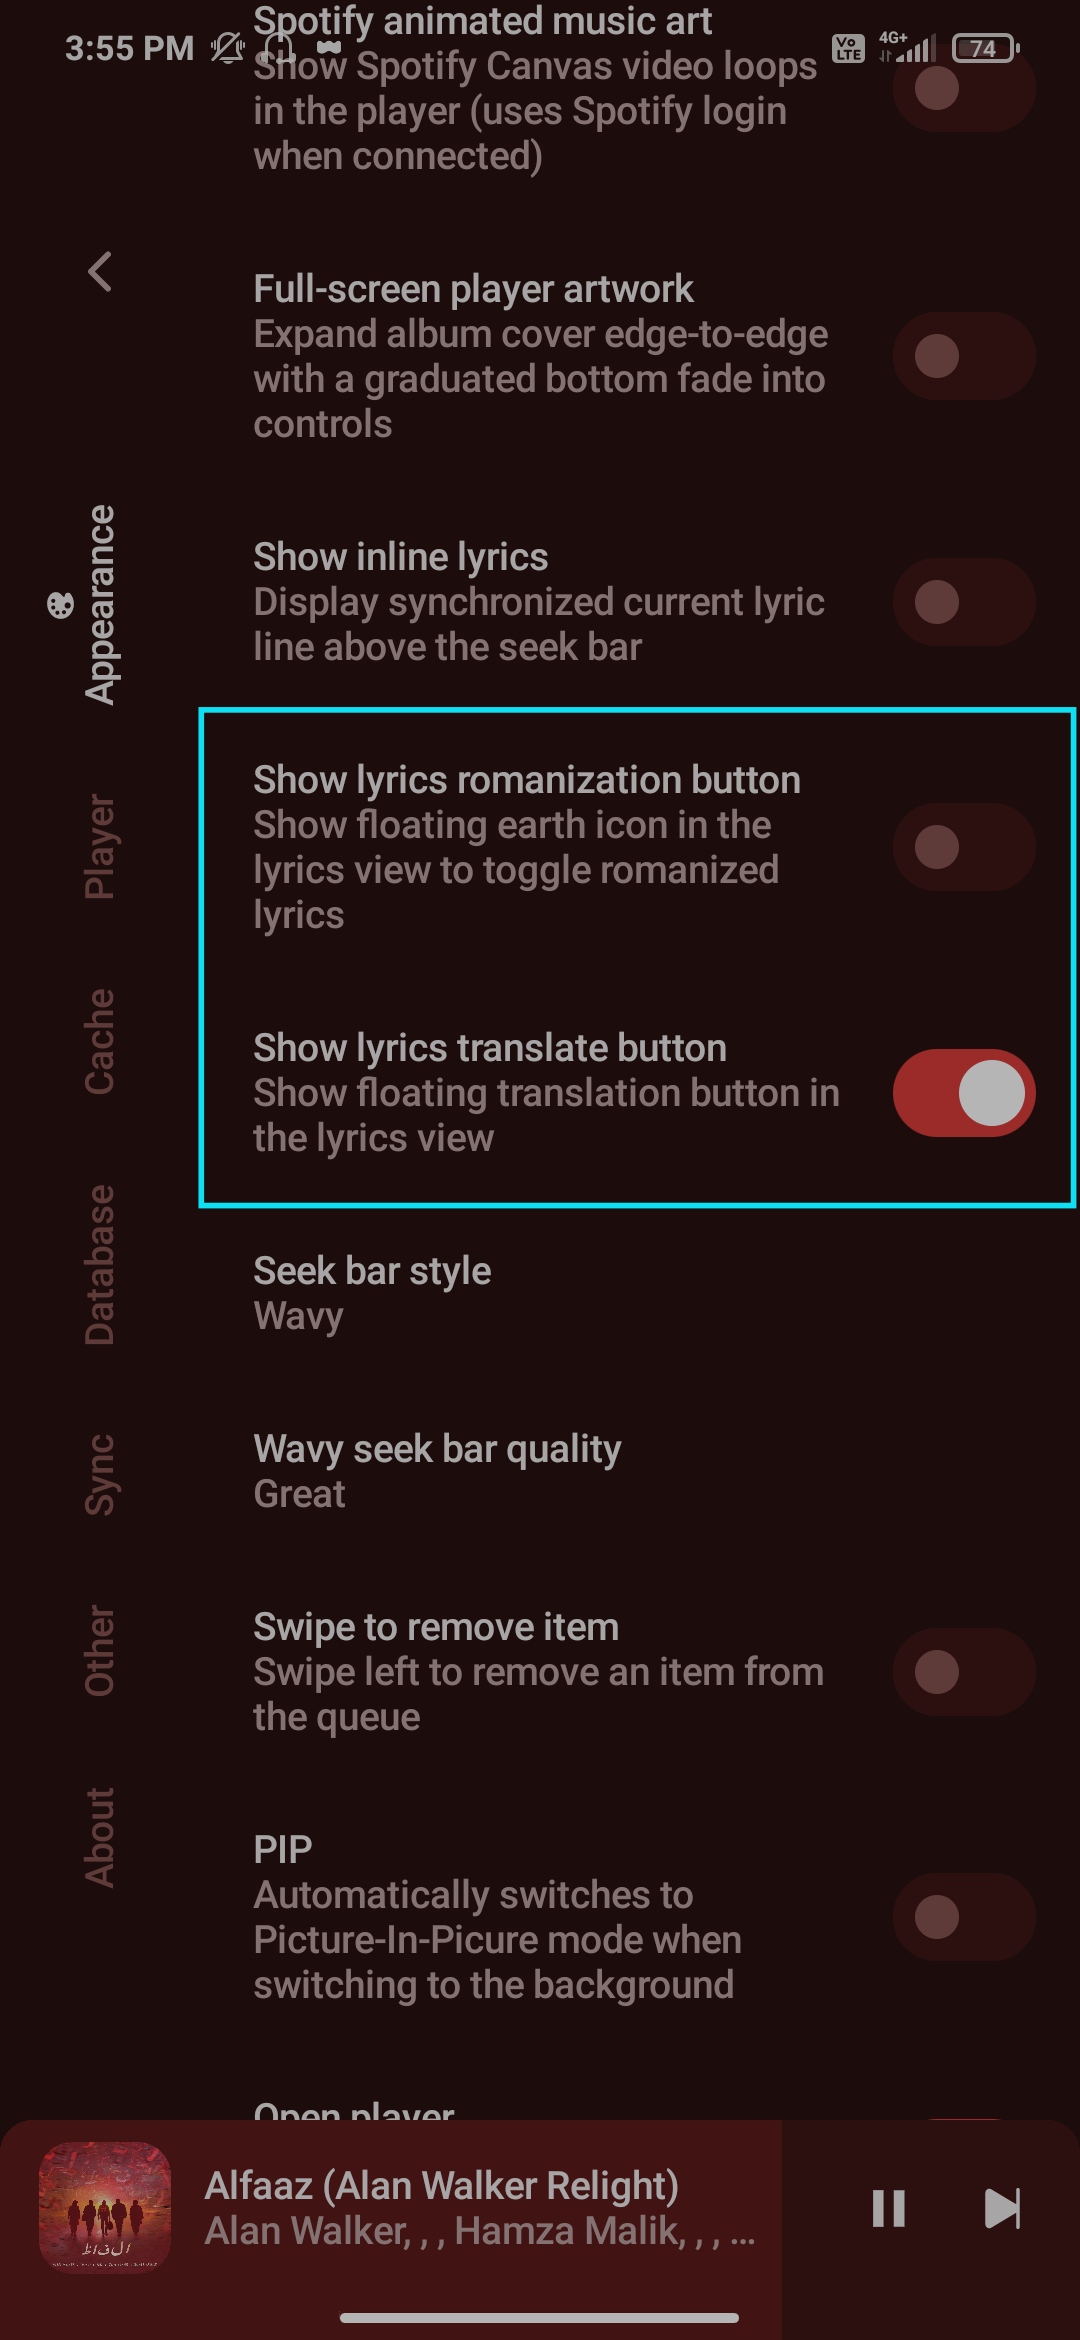 Spotify animated music art
3:55 PM
Vo LTE
4G+
74
Show Spotify Canvas video loops
in the player (uses Spotify login
when connected)
Full-screen player artwork
Expand album cover edge-to-edge
with a graduated bottom fade into
controls
Appearance
Show inline lyrics
Display synchronized current lyric
line above the seek bar
Player
Show lyrics romanization button
Show floating earth icon in the
lyrics view to toggle romanized
lyrics
Cache
Show lyrics translate button
Show floating translation button in
the lyrics view
Database
Seek bar style
Wavy
Sync
Wavy seek bar quality
Great
Other
Swipe to remove item
Swipe left to remove an item from
the queue
About
PIP
Automatically switches to
Picture-In-Picure mode when
switching to the background
Open player
Alfaaz (Alan Walker Relight)
Alan Walker, , , Hamza Malik, , , ...